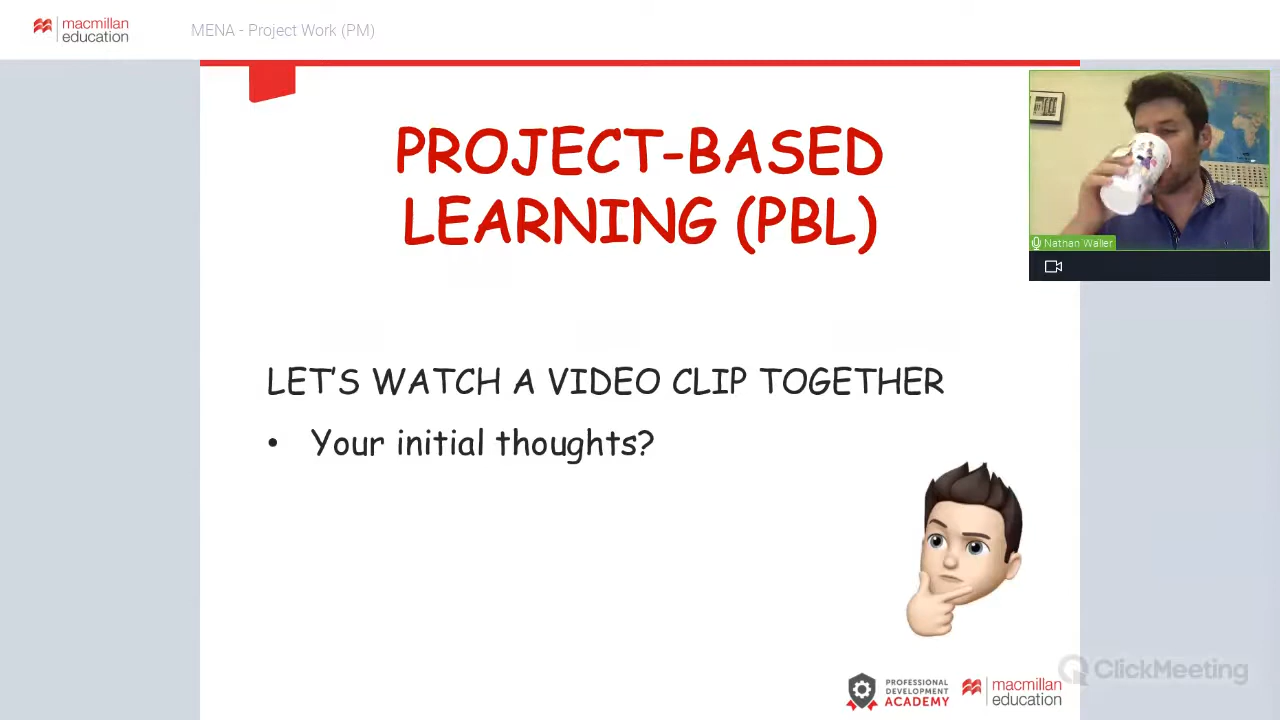 macmillan
education
MENA - Project Work (PM)
PROJECT-BASED
LEARNING (PBL)
Nathan Waller
LET'S WATCH A VIDEO CLIP TOGETHER
• Your initial thoughts?
ClickMeeting
PROFESSIONAL
DEVELOPMENT
ACADEMY
macmillan
education